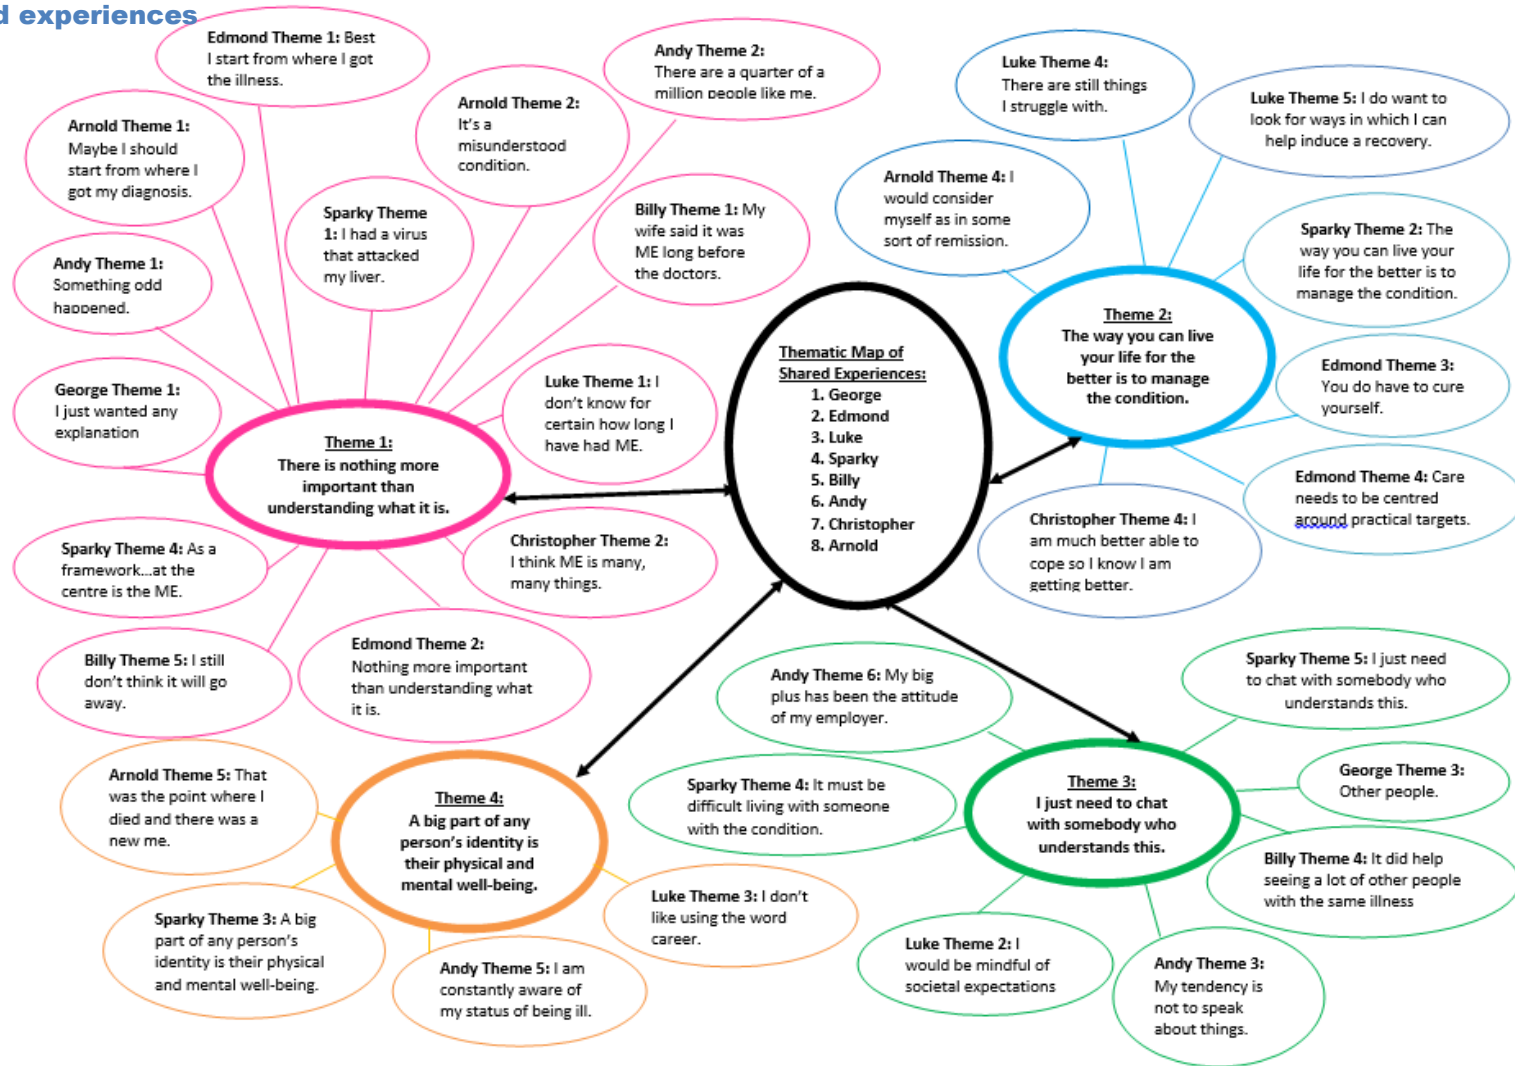 d experiences
Edmond Theme 1: Best
I start from where I got
the illness.
Andy Theme 2:
There are a quarter of a
million people like me.
Arnold Theme 2:
It's a
misunderstood
condition.
Arnold Theme 1:
Maybe I should
start from where I
got my diagnosis.
Sparky Theme
1: I had a virus
that attacked
my liver.
Billy Theme 1: My
wife said it was
ME long before
the doctors.
Andy Theme 1:
Something odd
happened.
George Theme 1:
I just wanted any
explanation
Luke Theme 1: I
don't know for
certain how long I
have had ME.
Theme 1:
There is nothing more
important than
understanding what it is.
Sparky Theme 4: As a
framework...at the
centre is the ME.
Christopher Theme 2:
I think ME is many,
many things.
Billy Theme 5: I still
don't think it will go
away.
Edmond Theme 2:
Nothing more important
than understanding what
it is.
Thematic Map of
Shared Experiences:
1. George
2. Edmond
3. Luke
4. Sparky
5. Billy
6. Andy
7. Christopher
8. Arnold
Luke Theme 4:
There are still things
I struggle with.
Luke Theme 5: I do want to
look for ways in which I can
help induce a recovery.
Arnold Theme 4: I
would consider
myself as in some
sort of remission.
Sparky Theme 2: The
way you can live your
life for the better is to
manage the condition.
Theme 2:
The way you can live
your life for the
better is to manage
the condition.
Edmond Theme 3:
You do have to cure
yourself.
Edmond Theme 4: Care
needs to be centred
around practical targets.
Christopher Theme 4: I
am much better able to
cope so I know I am
getting better.
Andy Theme 6: My big
plus has been the attitude
of my employer.
Sparky Theme 5: I just need
to chat with somebody who
understands this.
Sparky Theme 4: It must be
difficult living with someone
with the condition.
Theme 3:
I just need to chat
with somebody who
understands this.
George Theme 3:
Other people.
Billy Theme 4: It did help
seeing a lot of other people
with the same illness
Luke Theme 2: I
would be mindful of
societal expectations
Andy Theme 3:
My tendency is
not to speak
about things.
Arnold Theme 5: That
was the point where I
died and there was a
new me.
Theme 4:
A big part of any
person's identity is
their physical and
mental well-being.
Sparky Theme 3: A big
part of any person's
identity is their physical
and mental well-being.
Luke Theme 3: I don't
like using the word
career.
Andy Theme 5: I am
constantly aware of
my status of being ill.